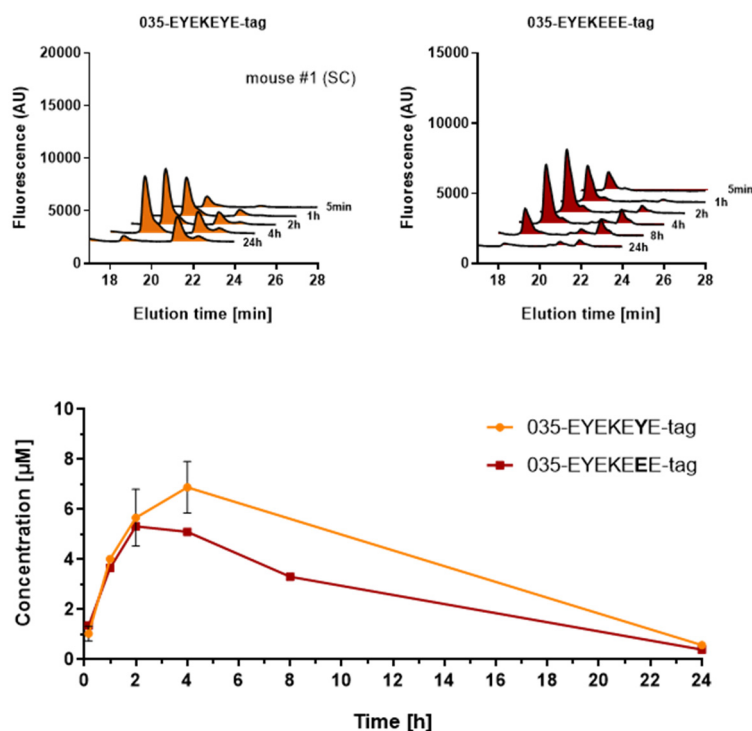 035-EYEKEYE-tag
20000
15000
10000
5000
0
Fluorescence (AU)
mouse #1 (SC)
5min
1h
2h
4h
24h
18 20 22 24 26 28
Elution time [min]
035-EYEKEEE-tag
15000
10000
5000
0
Fluorescence (AU)
5min
1h
2h
4h
8h
24h
18 20 22 24 26 28
Elution time [min]
10
8
6
4
2
0
Concentration [µM]
035-EYEKEYE-tag
035-EYEKEEE-tag
0 2 4 6 8 10 12 14 16 18 20 22 24
Time [h]